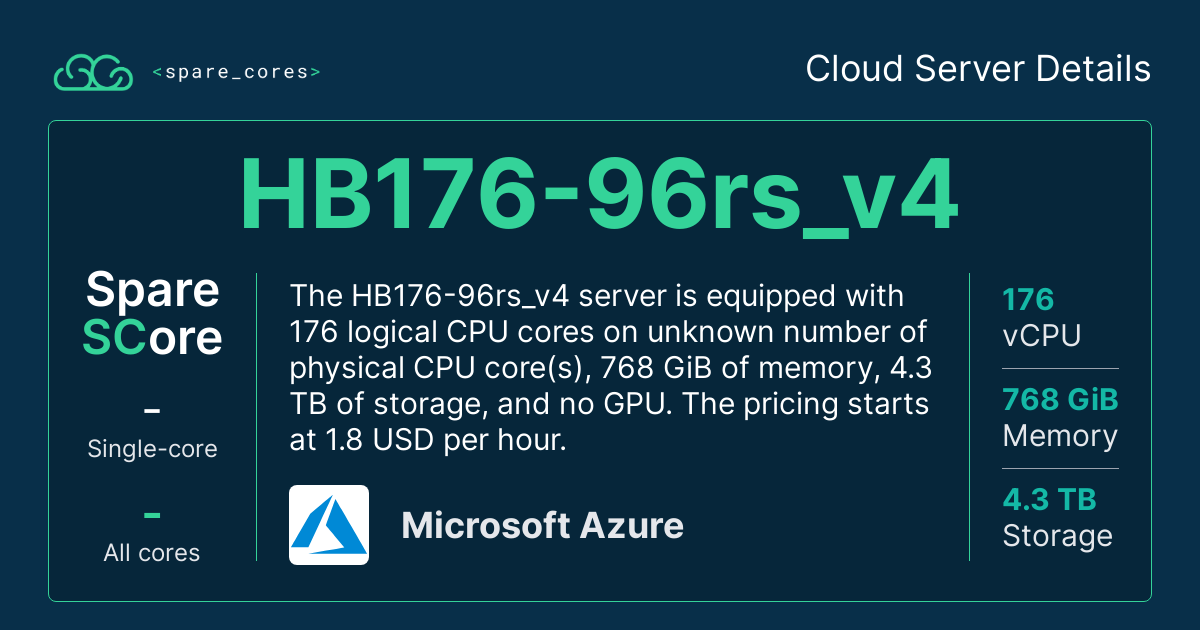 <spare_cores>
Cloud Server Details
HB176-96rs_v4
Spare
SCore
-
Single-core
-
All cores
The HB176-96rs_v4 server is equipped with
176 logical CPU cores on unknown number of
physical CPU core(s), 768 GiB of memory, 4.3
TB of storage, and no GPU. The pricing starts
at 1.8 USD per hour.
Microsoft Azure
176
vCPU
768 GiB
Memory
4.3 TB
Storage